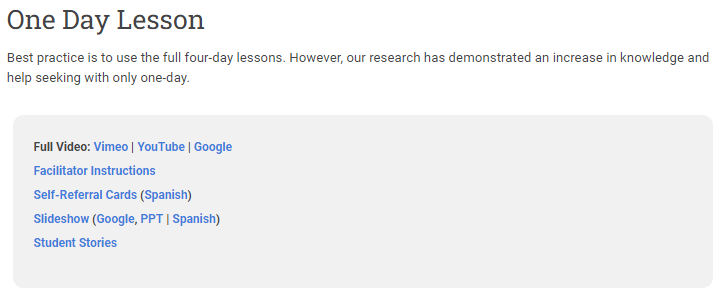 One Day Lesson
Best practice is to use the full four-day lessons. However, our research has demonstrated an increase in knowledge and
help seeking with only one-day.
Full Video: Vimeo | YouTube | Google
Facilitator Instructions
Self-Referral Cards (Spanish)
Slideshow (Google, PPT | Spanish)
Student Stories